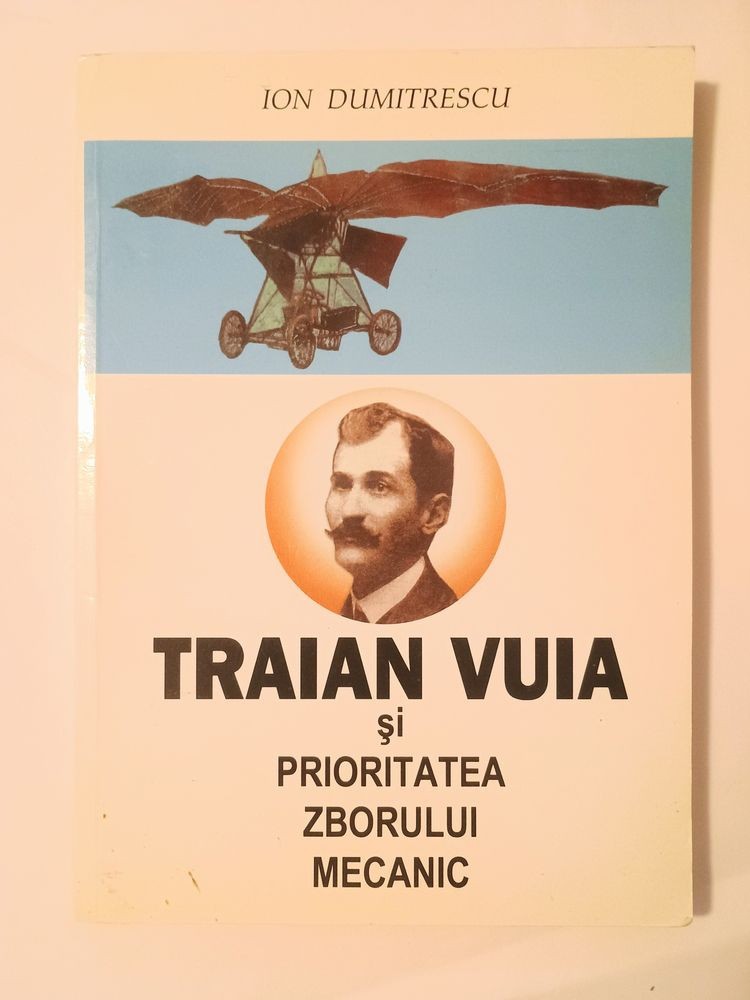 ION DUMITRESCU
TRAIAN VUIA
şi
PRIORITATEA
ZBORULUI
MECANIC